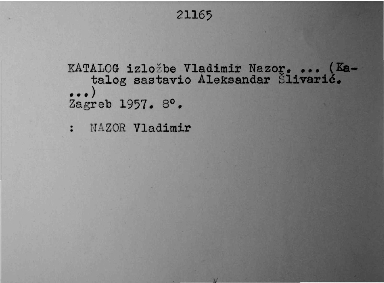 21165
KATALOG izložbe Vladimir Nazor. ... (Ka-
talog sastavio Aleksandar Šlivarić.
...)
Zagreb 1957. 8°.
: NAZOR Vladimir